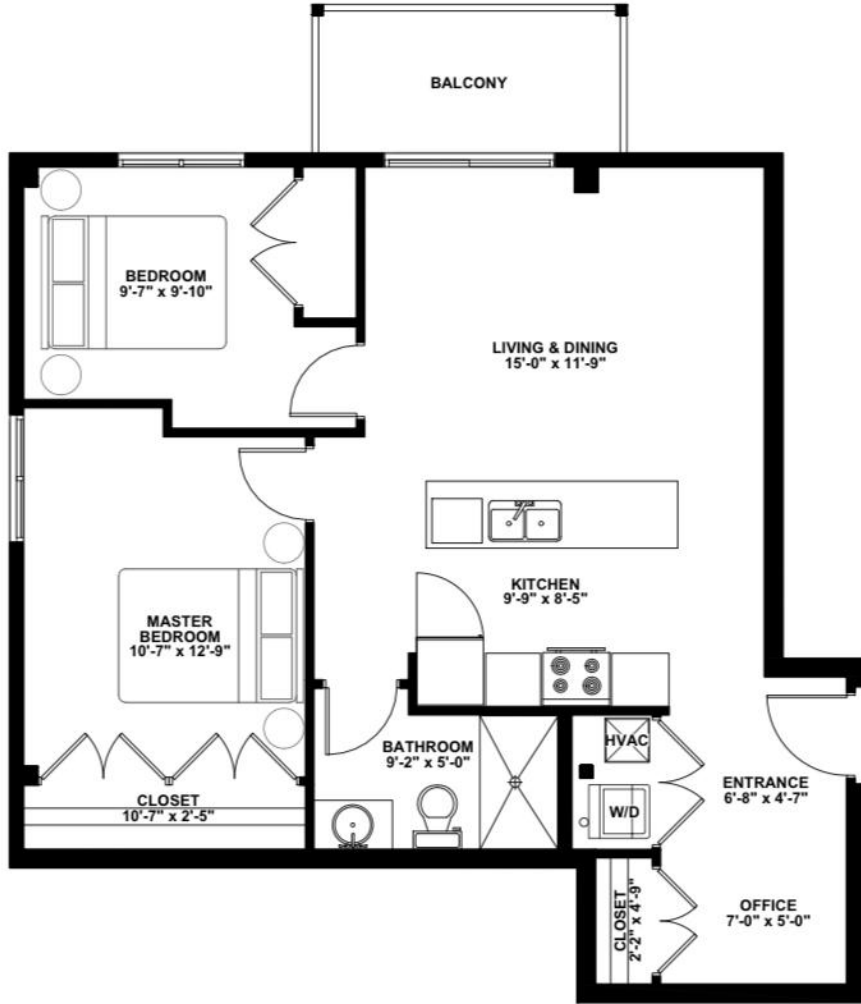 BALCONY
BEDROOM
9'-7" x 9'-10"
LIVING & DINING
15'-0" x 11'-9"
KITCHEN
9'-9" x 8'-5"
MASTER
BEDROOM
10'-7" x 12'-9"
BATHROOM
9'-2" x 5'-0"
HVAC
ENTRANCE
6'-8" x 4'-7"
CLOSET
10'-7" x 2'-5"
W/D
CLOSET
2'-2" x 4'-9"
OFFICE
7'-0" x 5'-0"